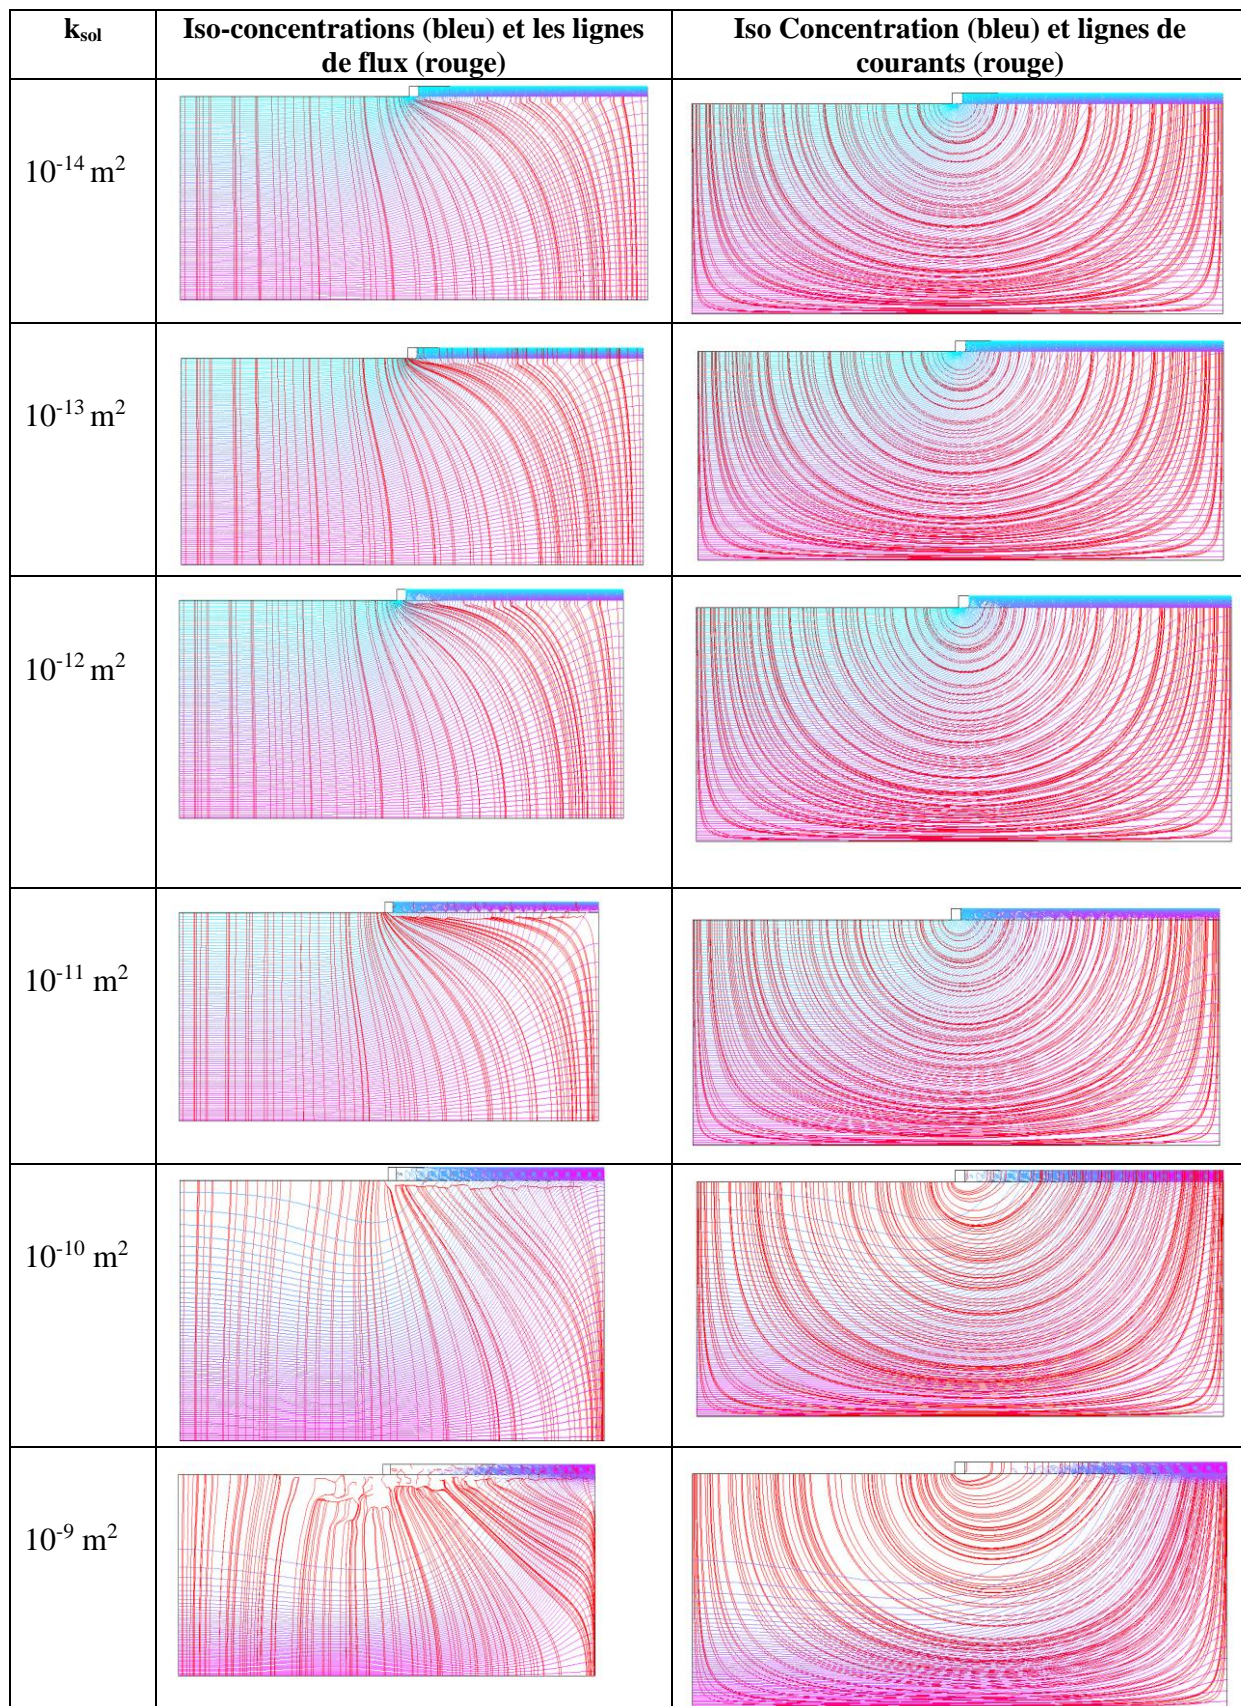 k_sol
Iso-concentrations (bleu) et les lignes
de flux (rouge)
Iso Concentration (bleu) et lignes de
courants (rouge)
10⁻¹⁴ m²
10⁻¹³ m²
10⁻¹² m²
10⁻¹¹ m²
10⁻¹⁰ m²
10⁻⁹ m²